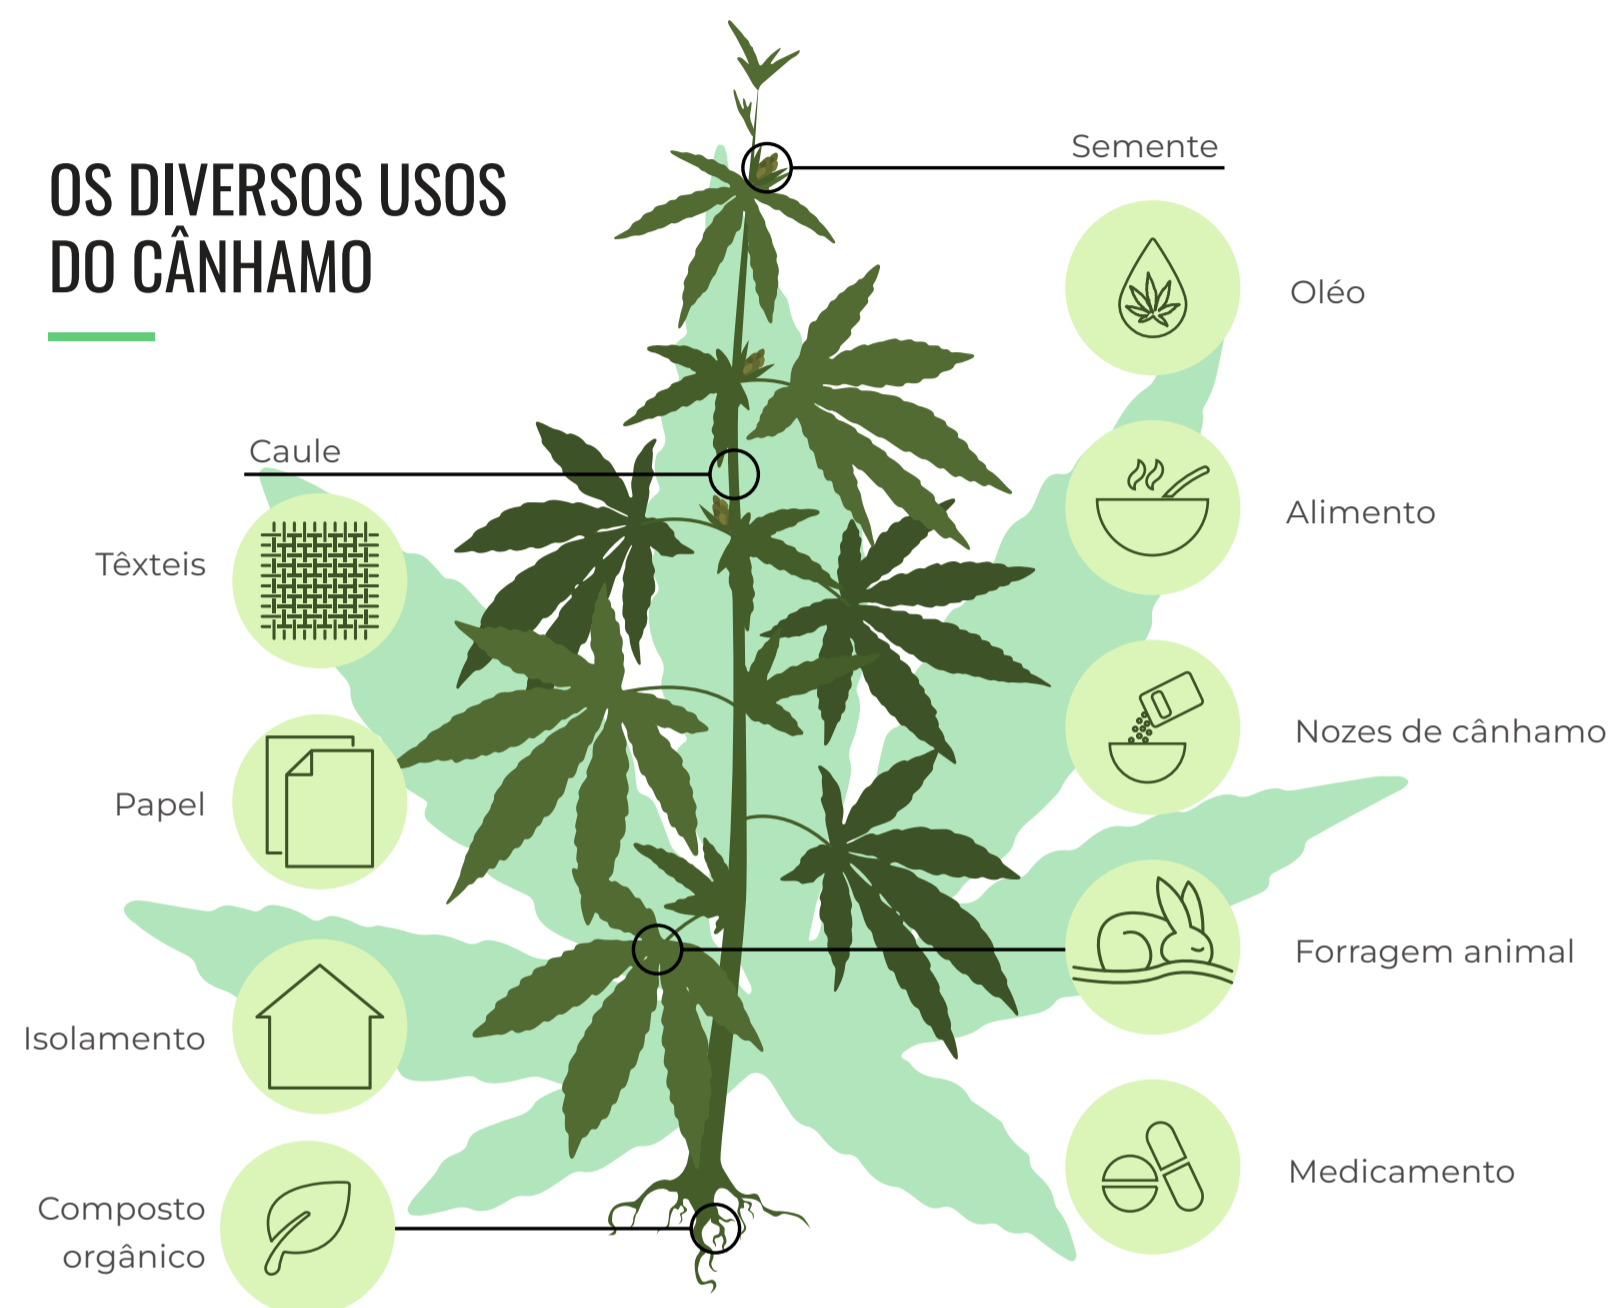 OS DIVERSOS USOS
DO CÂNHAMO
Semente
Oléo
Alimento
Nozes de cânhamo
Forragem animal
Medicamento
Caule
Têxteis
Papel
Isolamento
Composto
orgânico